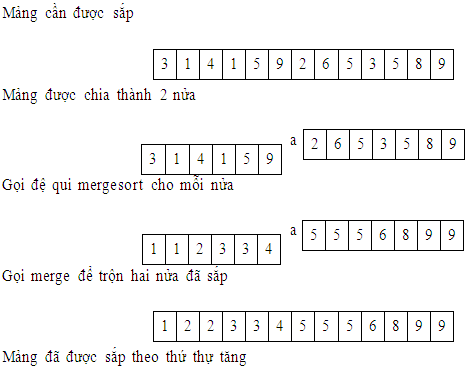 Mảng cần được sắp
3 1 4 1 5 9 2 6 5 3 5 8 9
Mảng được chia thành 2 nửa
3 1 4 1 5 9 a 2 6 5 3 5 8 9
Gọi đệ qui mergesort cho mỗi nửa
1 1 2 3 3 4 a 5 5 5 6 8 9 9
Gọi merge để trộn hai nửa đã sắp
1 2 2 3 3 4 5 5 5 6 8 9 9
Mảng đã được sắp theo thứ thự tăng